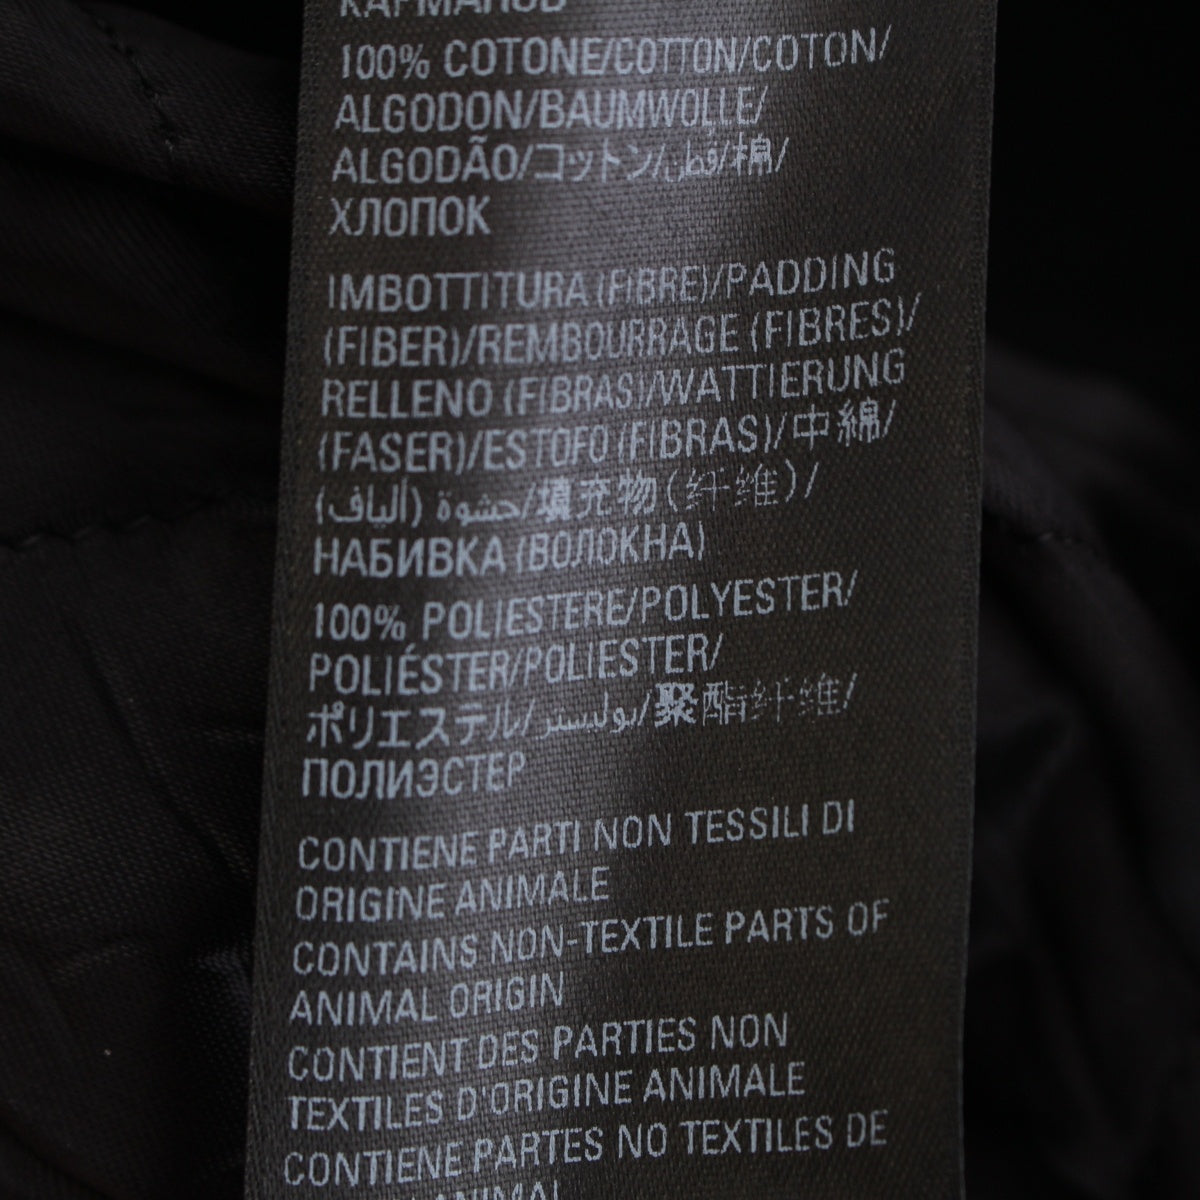 КАРМАНОВ
100% COTONE/COTTON/COTON/
ALGODON/BAUMWOLLE/
ALGODÃO/コットン/قطن/棉/
ХЛОПОК
IMBOTTITURA (FIBRE)/PADDING
(FIBER)/REMBOURRAGE (FIBRES)/
RELLENO (FIBRAS)/WATTIERUNG
(FASER)/ESTOFO (FIBRAS)/中綿/
حشوة (ألياف)/填充物(纤维)/
НАБИВКА (ВОЛОКНА)
100% POLIESTERE/POLYESTER/
POLIÉSTER/POLIESTER/
ポリエステル/بوليستر/聚酯纤维/
ПОЛИЭСТЕР
CONTIENE PARTI NON TESSILI DI
ORIGINE ANIMALE
CONTAINS NON-TEXTILE PARTS OF
ANIMAL ORIGIN
CONTIENT DES PARTIES NON
TEXTILES D'ORIGINE ANIMALE
CONTIENE PARTES NO TEXTILES DE
ANIMAL